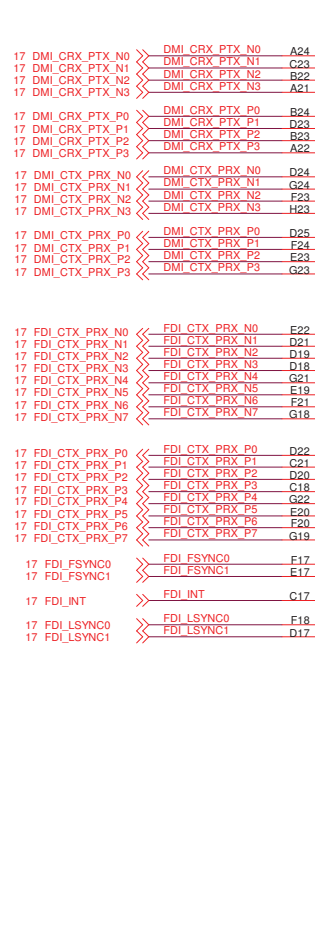 17 DMI_CRX_PTX_N0 DMI_CRX_PTX_N0 A24
17 DMI_CRX_PTX_N1 DMI_CRX_PTX_N1 C23
17 DMI_CRX_PTX_N2 DMI_CRX_PTX_N2 B22
17 DMI_CRX_PTX_N3 DMI_CRX_PTX_N3 A21
17 DMI_CRX_PTX_P0 DMI_CRX_PTX_P0 B24
17 DMI_CRX_PTX_P1 DMI_CRX_PTX_P1 D23
17 DMI_CRX_PTX_P2 DMI_CRX_PTX_P2 B23
17 DMI_CRX_PTX_P3 DMI_CRX_PTX_P3 A22
17 DMI_CTX_PRX_N0 DMI_CTX_PRX_N0 D24
17 DMI_CTX_PRX_N1 DMI_CTX_PRX_N1 G24
17 DMI_CTX_PRX_N2 DMI_CTX_PRX_N2 F23
17 DMI_CTX_PRX_N3 DMI_CTX_PRX_N3 H23
17 DMI_CTX_PRX_P0 DMI_CTX_PRX_P0 D25
17 DMI_CTX_PRX_P1 DMI_CTX_PRX_P1 F24
17 DMI_CTX_PRX_P2 DMI_CTX_PRX_P2 E23
17 DMI_CTX_PRX_P3 DMI_CTX_PRX_P3 G23
17 FDI_CTX_PRX_N0 FDI_CTX_PRX_N0 E22
17 FDI_CTX_PRX_N1 FDI_CTX_PRX_N1 D21
17 FDI_CTX_PRX_N2 FDI_CTX_PRX_N2 D19
17 FDI_CTX_PRX_N3 FDI_CTX_PRX_N3 D18
17 FDI_CTX_PRX_N4 FDI_CTX_PRX_N4 G21
17 FDI_CTX_PRX_N5 FDI_CTX_PRX_N5 E19
17 FDI_CTX_PRX_N6 FDI_CTX_PRX_N6 F21
17 FDI_CTX_PRX_N7 FDI_CTX_PRX_N7 G18
17 FDI_CTX_PRX_P0 FDI_CTX_PRX_P0 D22
17 FDI_CTX_PRX_P1 FDI_CTX_PRX_P1 C21
17 FDI_CTX_PRX_P2 FDI_CTX_PRX_P2 D20
17 FDI_CTX_PRX_P3 FDI_CTX_PRX_P3 C18
17 FDI_CTX_PRX_P4 FDI_CTX_PRX_P4 G22
17 FDI_CTX_PRX_P5 FDI_CTX_PRX_P5 E20
17 FDI_CTX_PRX_P6 FDI_CTX_PRX_P6 F20
17 FDI_CTX_PRX_P7 FDI_CTX_PRX_P7 G19
17 FDI_FSYNC0 FDI_FSYNC0 F17
17 FDI_FSYNC1 FDI_FSYNC1 E17
17 FDI_INT FDI_INT C17
17 FDI_LSYNC0 FDI_LSYNC0 F18
17 FDI_LSYNC1 FDI_LSYNC1 D17